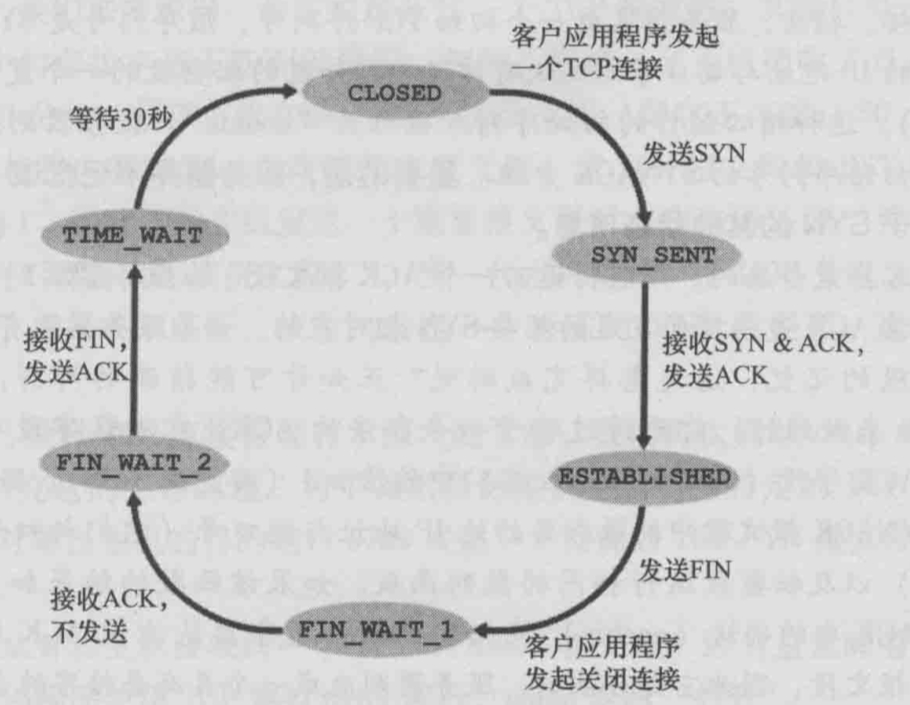 客户应用程序发起
一个TCP连接
CLOSED
等待30秒
发送SYN
TIME_WAIT
SYN_SENT
接收FIN，
发送ACK
接收SYN & ACK，
发送ACK
FIN_WAIT_2
ESTABLISHED
发送FIN
接收ACK，
不发送
FIN_WAIT_1
客户应用程序
发起关闭连接